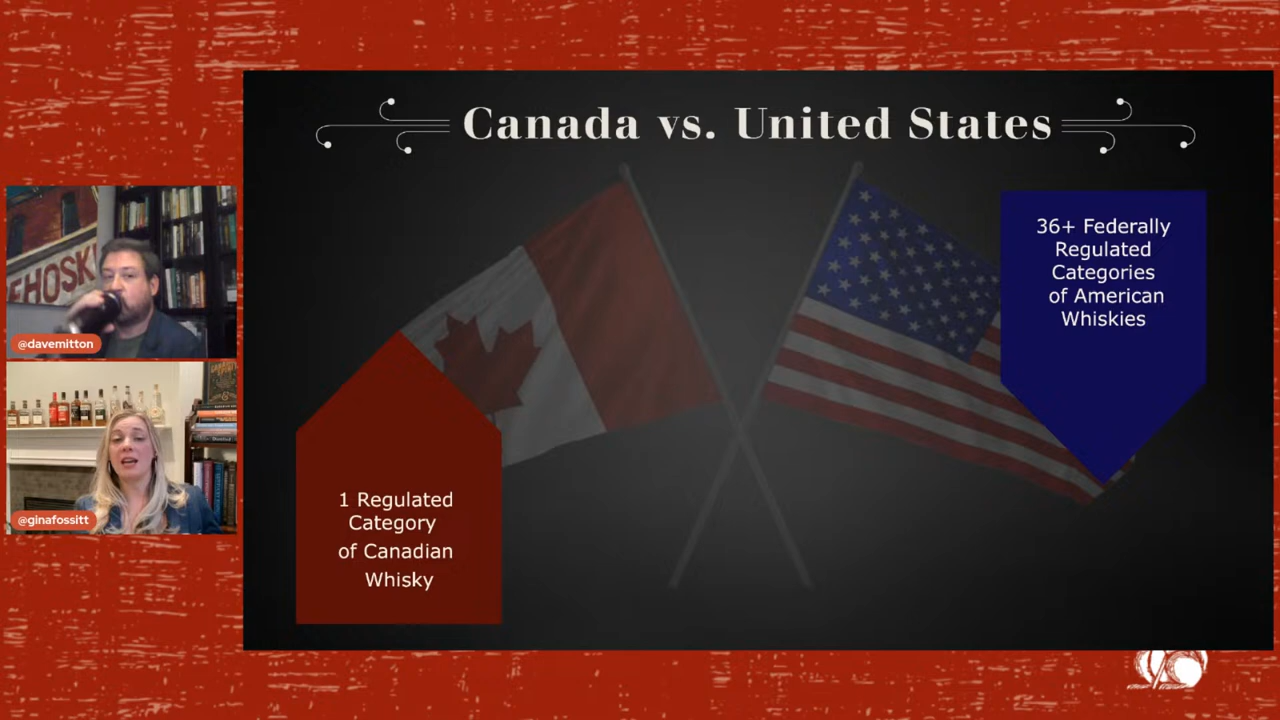 Canada vs. United States
36+ Federally
Regulated
Categories
of American
Whiskies
1 Regulated
Category
of Canadian
Whisky
EHOSK
@davemitton
@ginafossitt